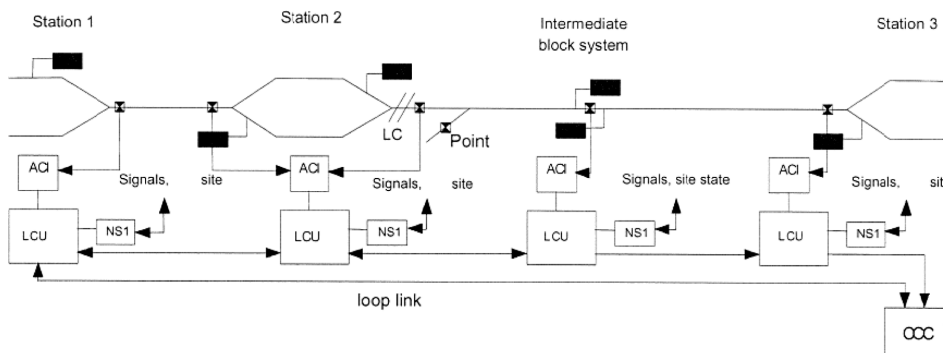 Station 1
Station 2
Intermediate
block system
Station 3
LC
Point
ACI
Signals, site
ACI
Signals, site
ACI
Signals, site state
ACI
Signals, sit
LCU
NS1
LCU
NS1
LCU
NS1
LCU
NS1
loop link
OCC